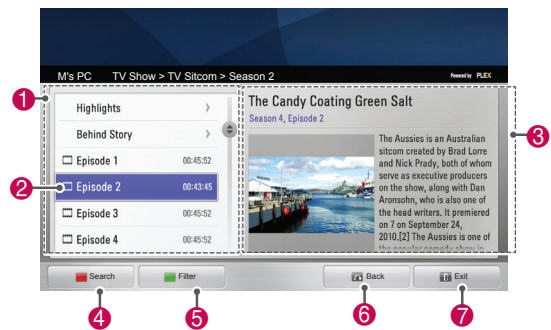 M's PC TV Show > TV Sitcom > Season 2
Powered by PLEX
1
Highlights
Behind Story
Episode 1 00:45:52
2
Episode 2 00:43:45
Episode 3 00:45:52
Episode 4 00:45:52
The Candy Coating Green Salt
Season 4, Episode 2
3
The Aussies is an Australian
sitcom created by Brad Lorre
and Nick Prady, both of whom
serve as executive producers
on the show, along with Dan
Aronsohn, who is also one of
the head writers. It premiered
on 7 on September 24,
2010.[2] The Aussies is one of
the popular comedy show in
Search
Filter
Back
Exit
4
5
6
7